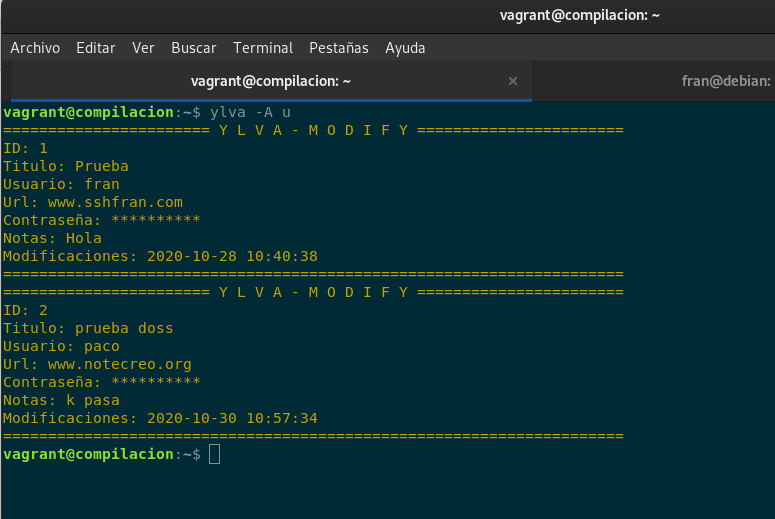 vagrant@compilacion: ~
Archivo Editar Ver Buscar Terminal Pestañas Ayuda
vagrant@compilacion: ~ × fran@debian:
vagrant@compilacion:~$ ylva -A u
======================= Y L V A - M O D I F Y =======================
ID: 1
Titulo: Prueba
Usuario: fran
Url: www.sshfran.com
Contraseña: **********
Notas: Hola
Modificaciones: 2020-10-28 10:40:38
=====================================================================
======================= Y L V A - M O D I F Y =======================
ID: 2
Titulo: prueba doss
Usuario: paco
Url: www.notecreo.org
Contraseña: **********
Notas: k pasa
Modificaciones: 2020-10-30 10:57:34
=====================================================================
vagrant@compilacion:~$